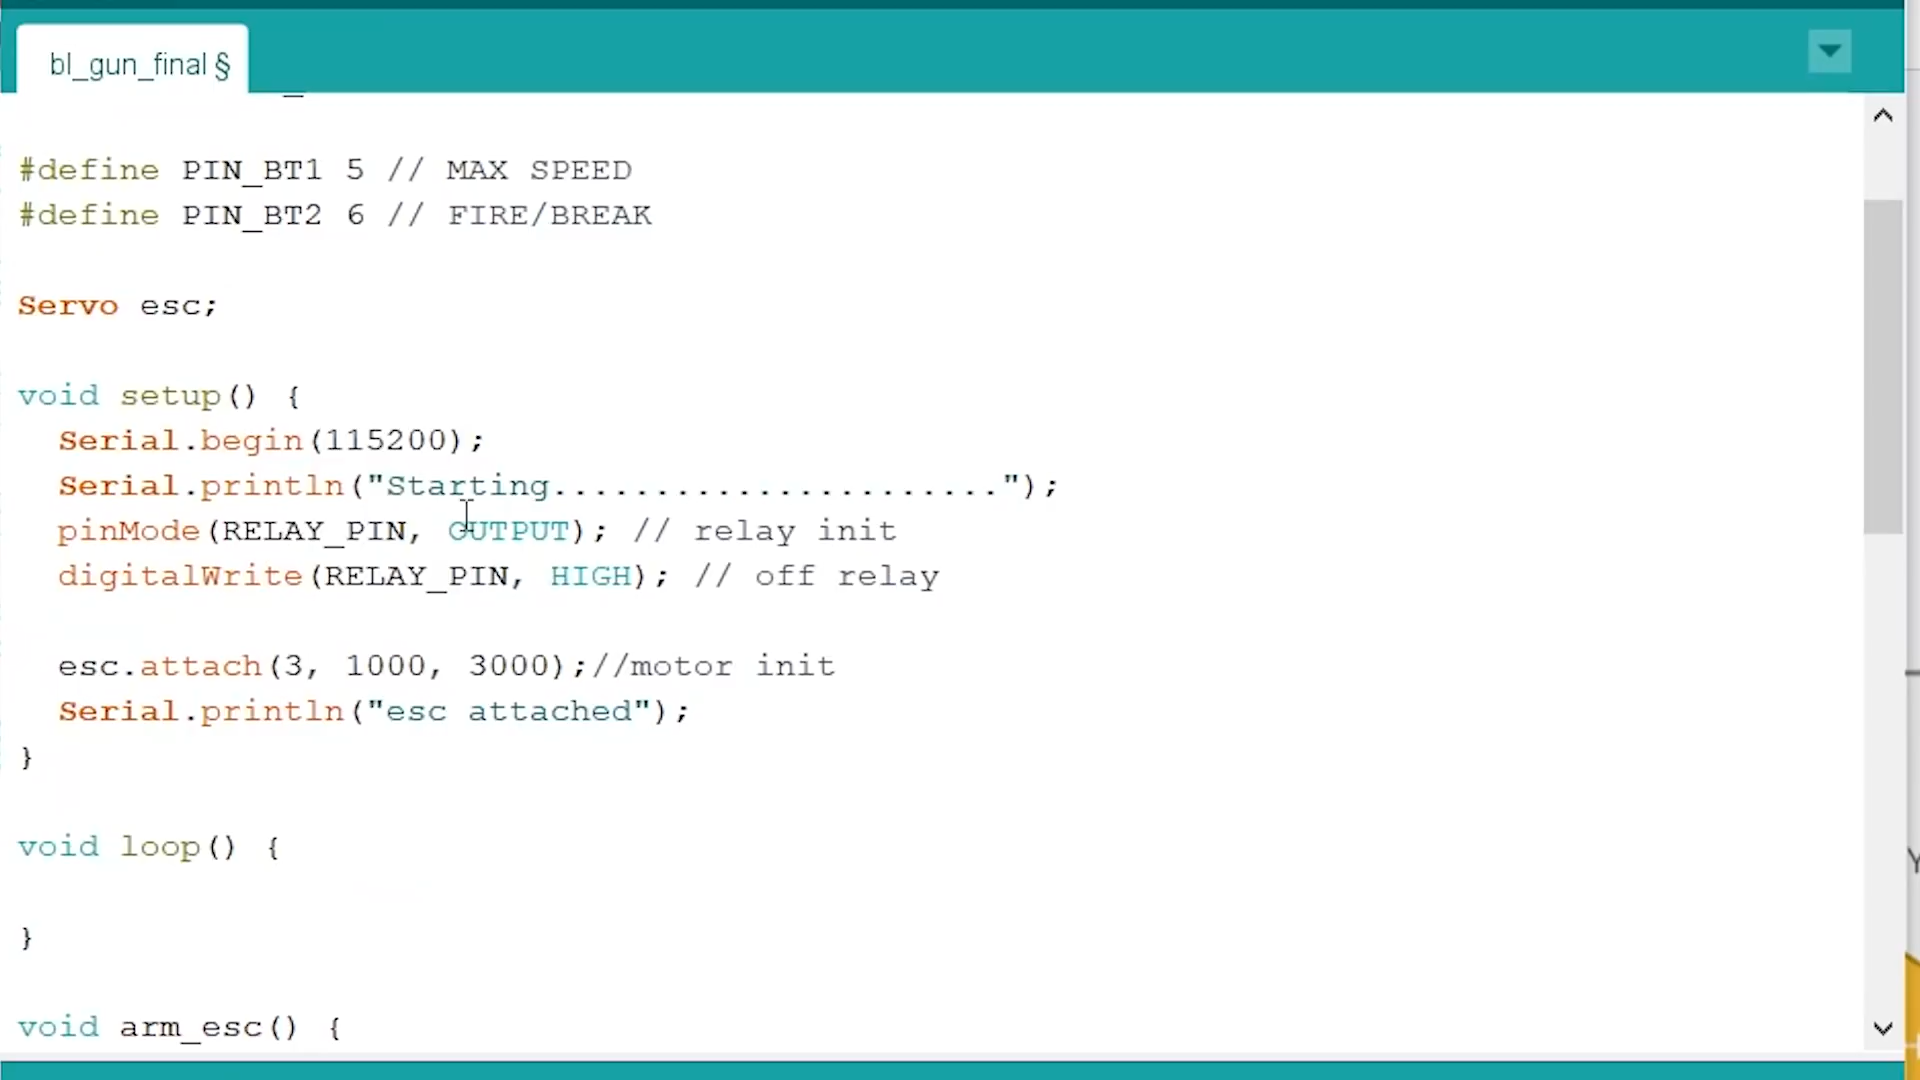 bl_gun_final §
#define PIN_BT1 5 // MAX SPEED
#define PIN_BT2 6 // FIRE/BREAK
Servo esc;
void setup() {
Serial.begin(115200);
Serial.println("Starting......................");
pinMode(RELAY_PIN, OUTPUT); // relay init
digitalWrite(RELAY_PIN, HIGH); // off relay
esc.attach(3, 1000, 3000);//motor init
Serial.println("esc attached");
}
void loop() {
}
void arm_esc() {